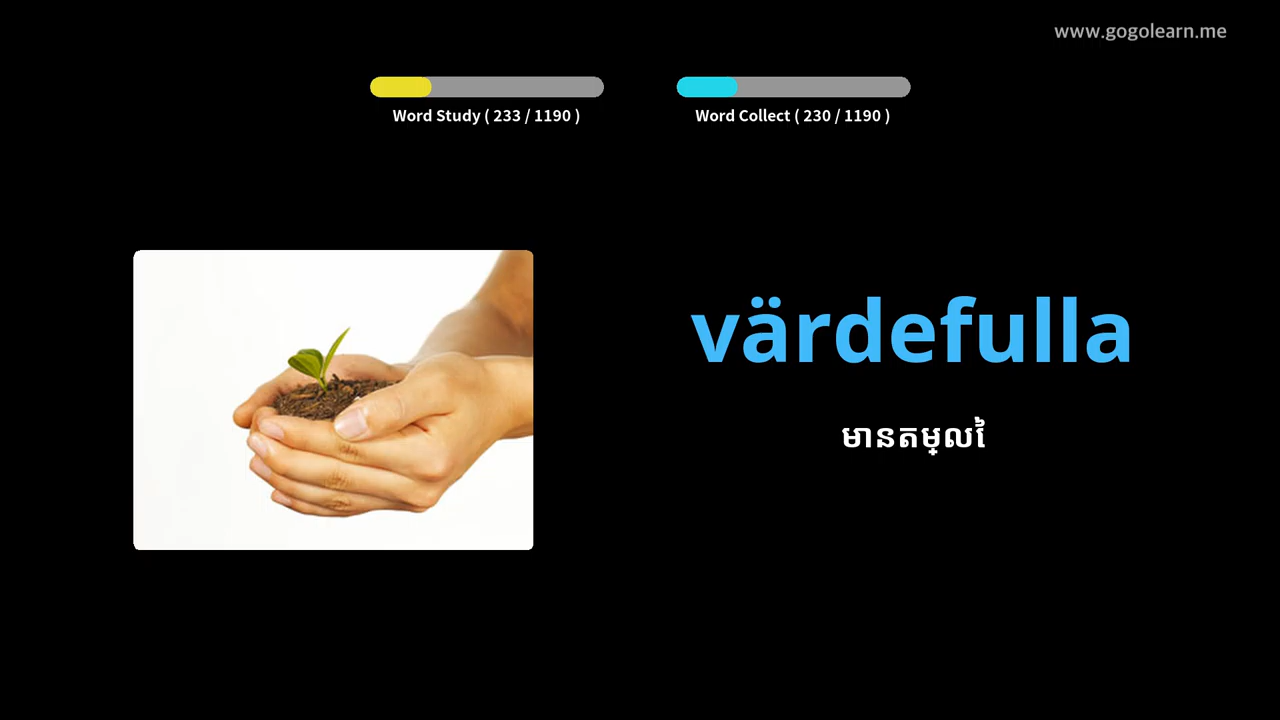 www.gogolearn.me
Word Study ( 233 / 1190 )
Word Collect ( 230 / 1190 )
värdefulla
មានតម្លៃ